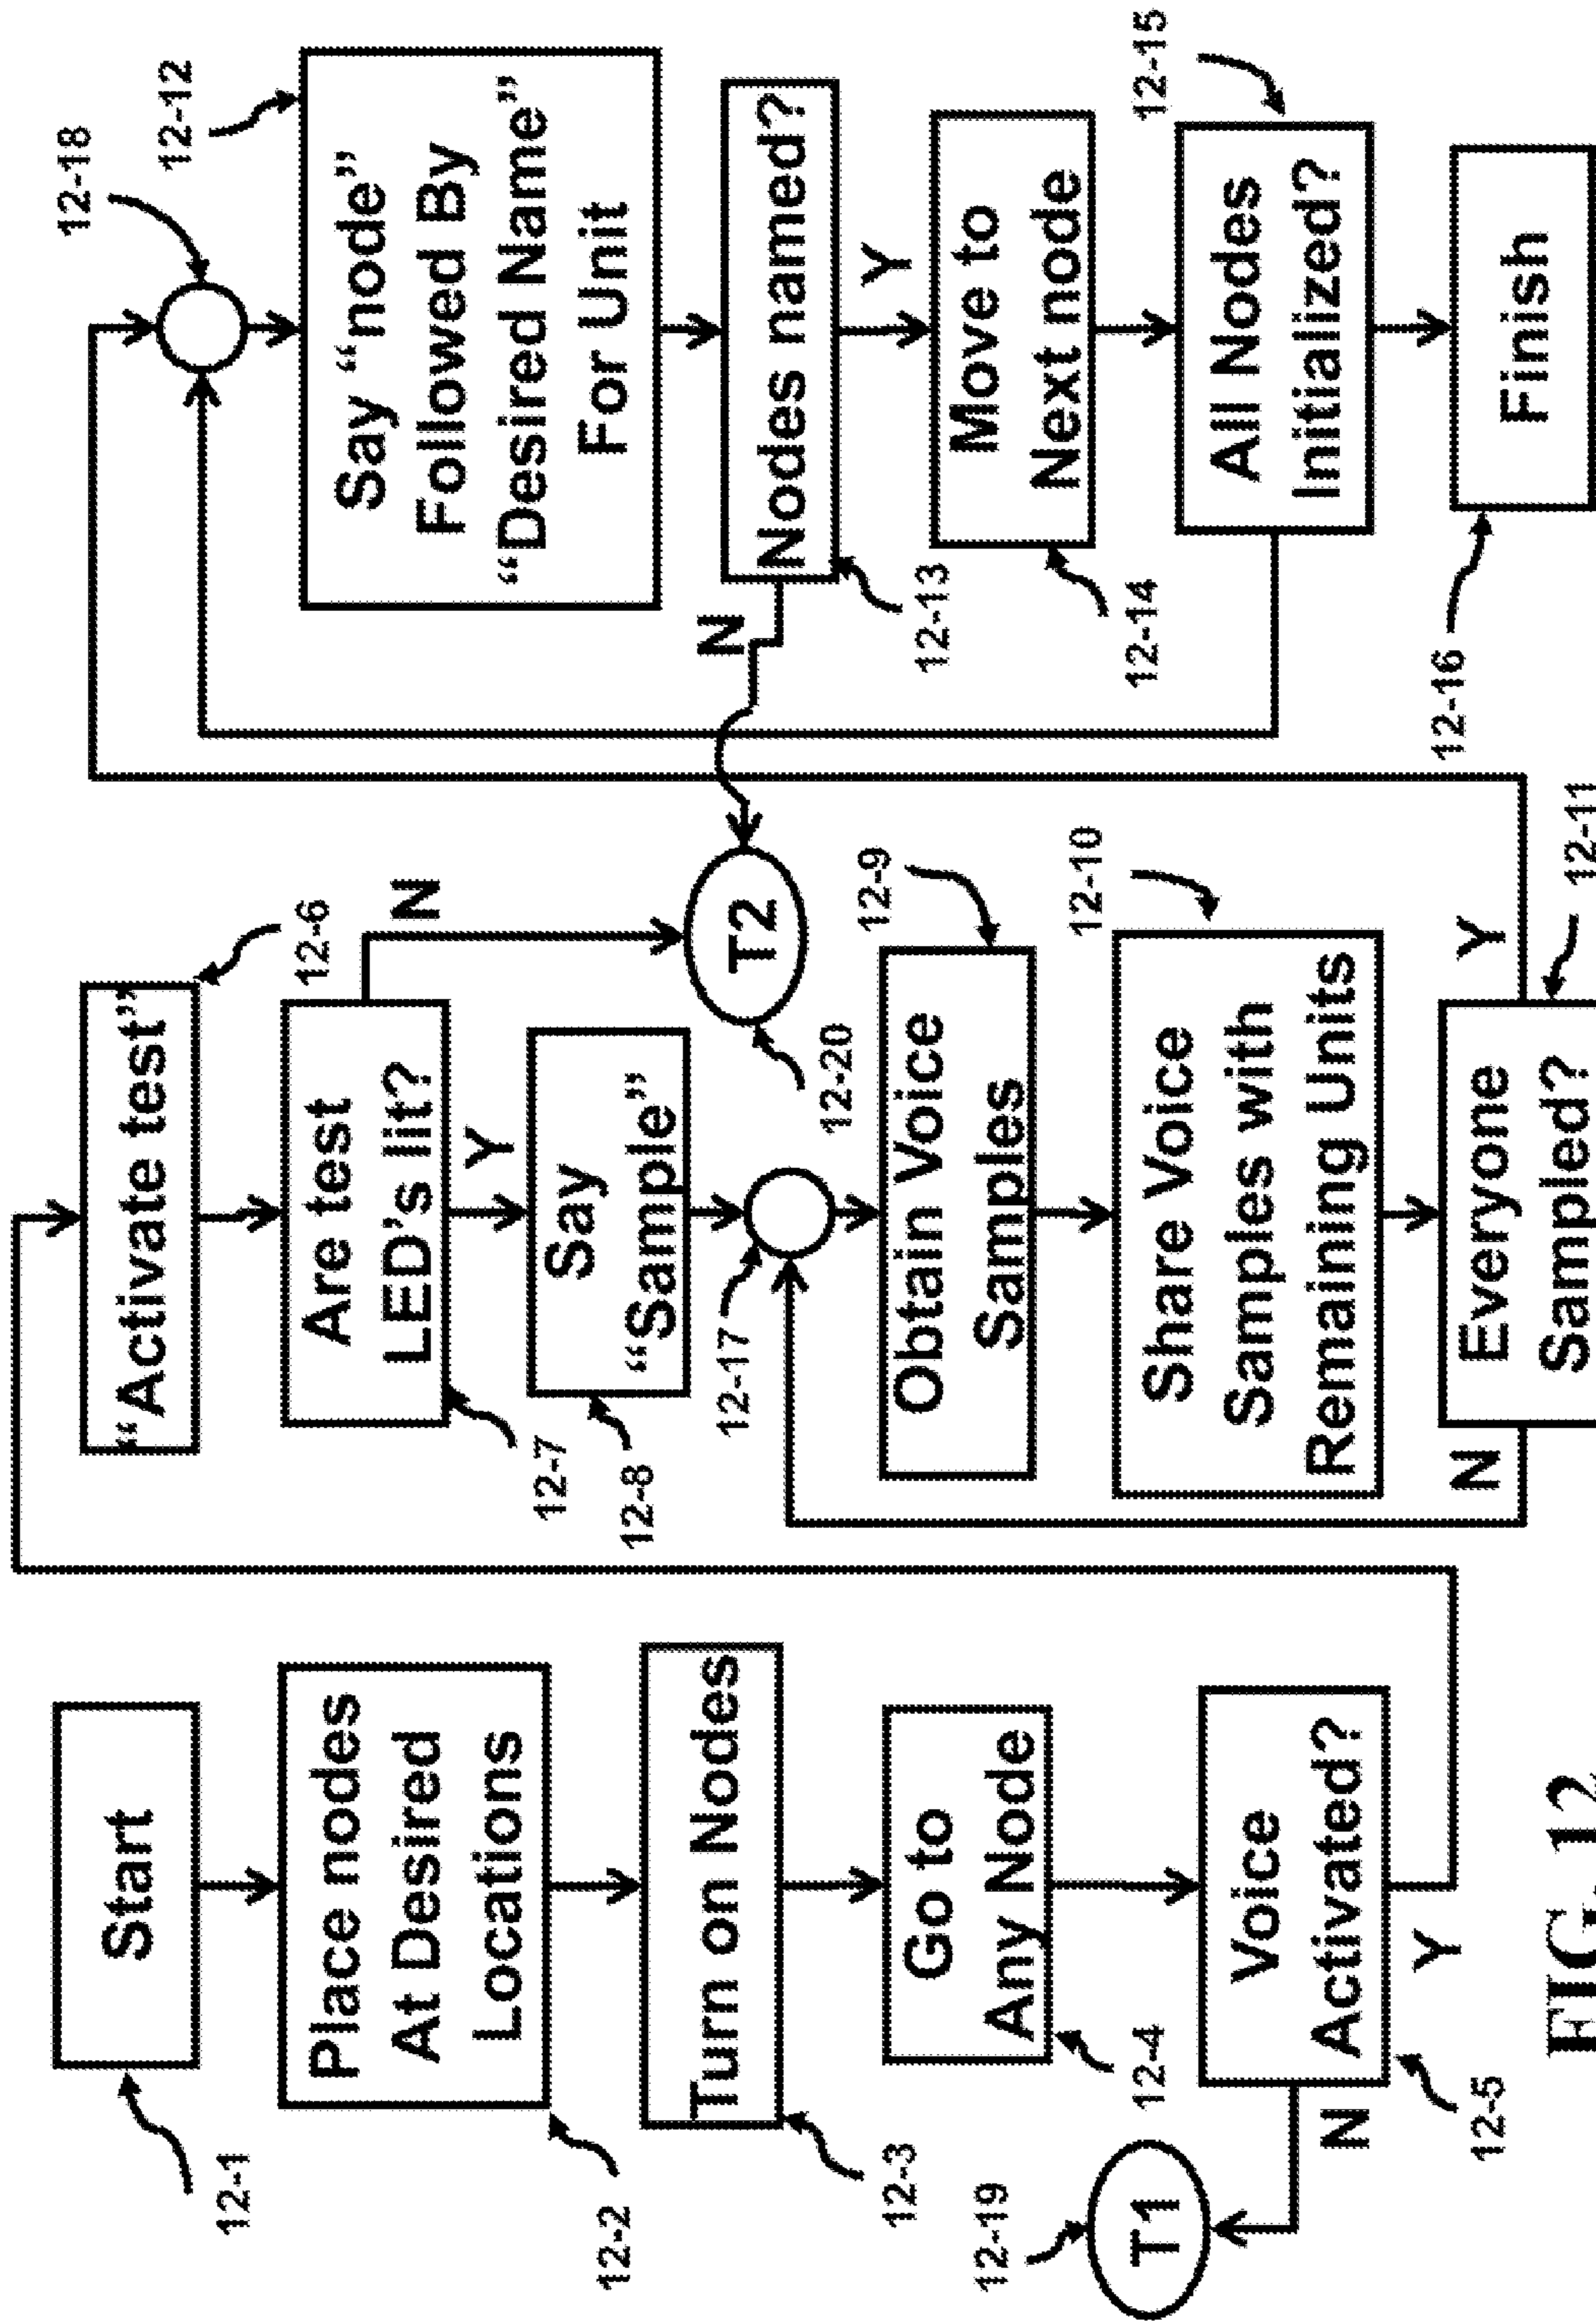 12-1
Start
12-2
Place nodes
At Desired
Locations
12-3
Turn on Nodes
12-4
Go to
Any Node
12-5
Voice
Activated?
N
Y
12-19
T1
12-6
“Activate test”
12-7
Are test
LED's lit?
N
Y
12-8
Say
“Sample”
12-17
12-20
T2
12-9
Obtain Voice
Samples
12-10
Share Voice
Samples with
Remaining Units
12-11
Everyone
Sampled?
N
Y
12-18
12-12
Say “node”
Followed By
“Desired Name”
For Unit
12-13
Nodes named?
N
Y
12-14
Move to
Next node
12-15
All Nodes
Initialized?
12-16
Finish
FIG. 12